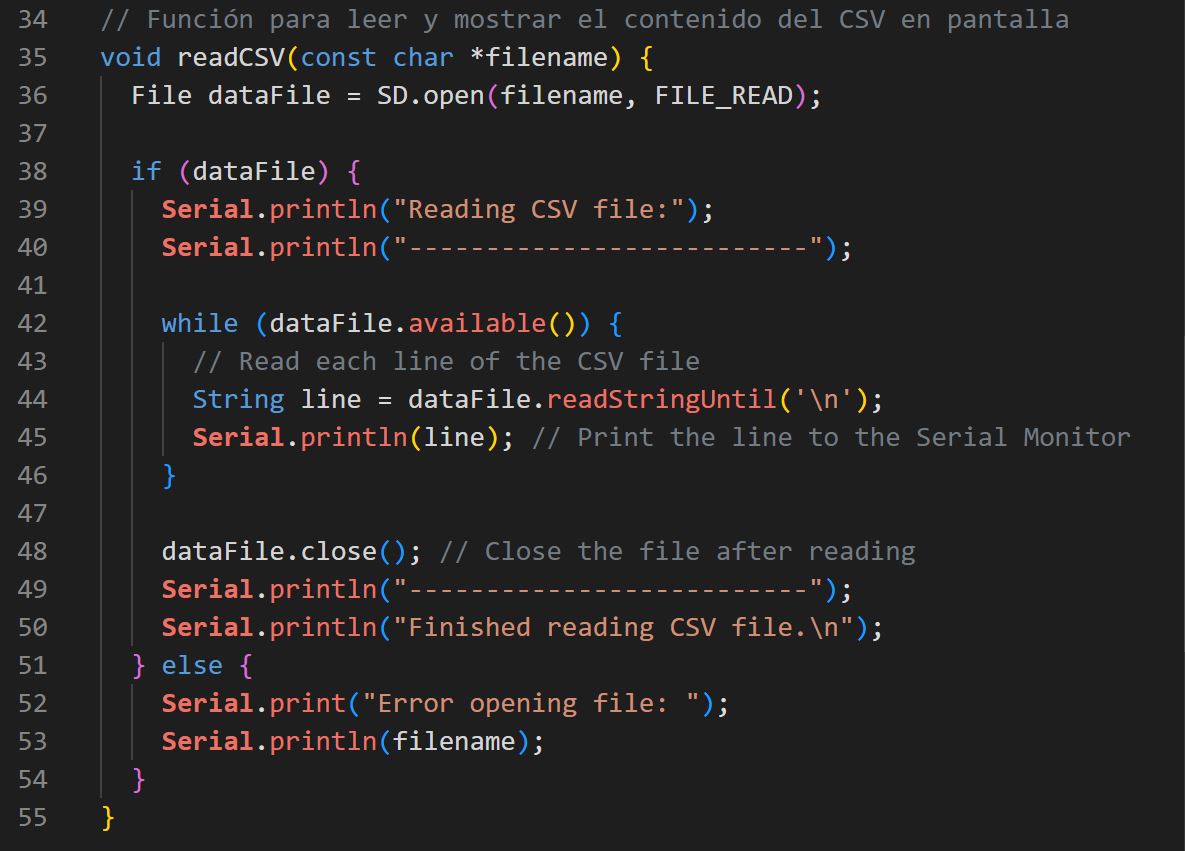 34 // Función para leer y mostrar el contenido del CSV en pantalla
35 void readCSV(const char *filename) {
36   File dataFile = SD.open(filename, FILE_READ);
37
38   if (dataFile) {
39     Serial.println("Reading CSV file:");
40     Serial.println("--------------------------");
41
42     while (dataFile.available()) {
43       // Read each line of the CSV file
44       String line = dataFile.readStringUntil('\n');
45       Serial.println(line); // Print the line to the Serial Monitor
46     }
47
48     dataFile.close(); // Close the file after reading
49     Serial.println("--------------------------");
50     Serial.println("Finished reading CSV file.\n");
51   } else {
52     Serial.print("Error opening file: ");
53     Serial.println(filename);
54   }
55 }